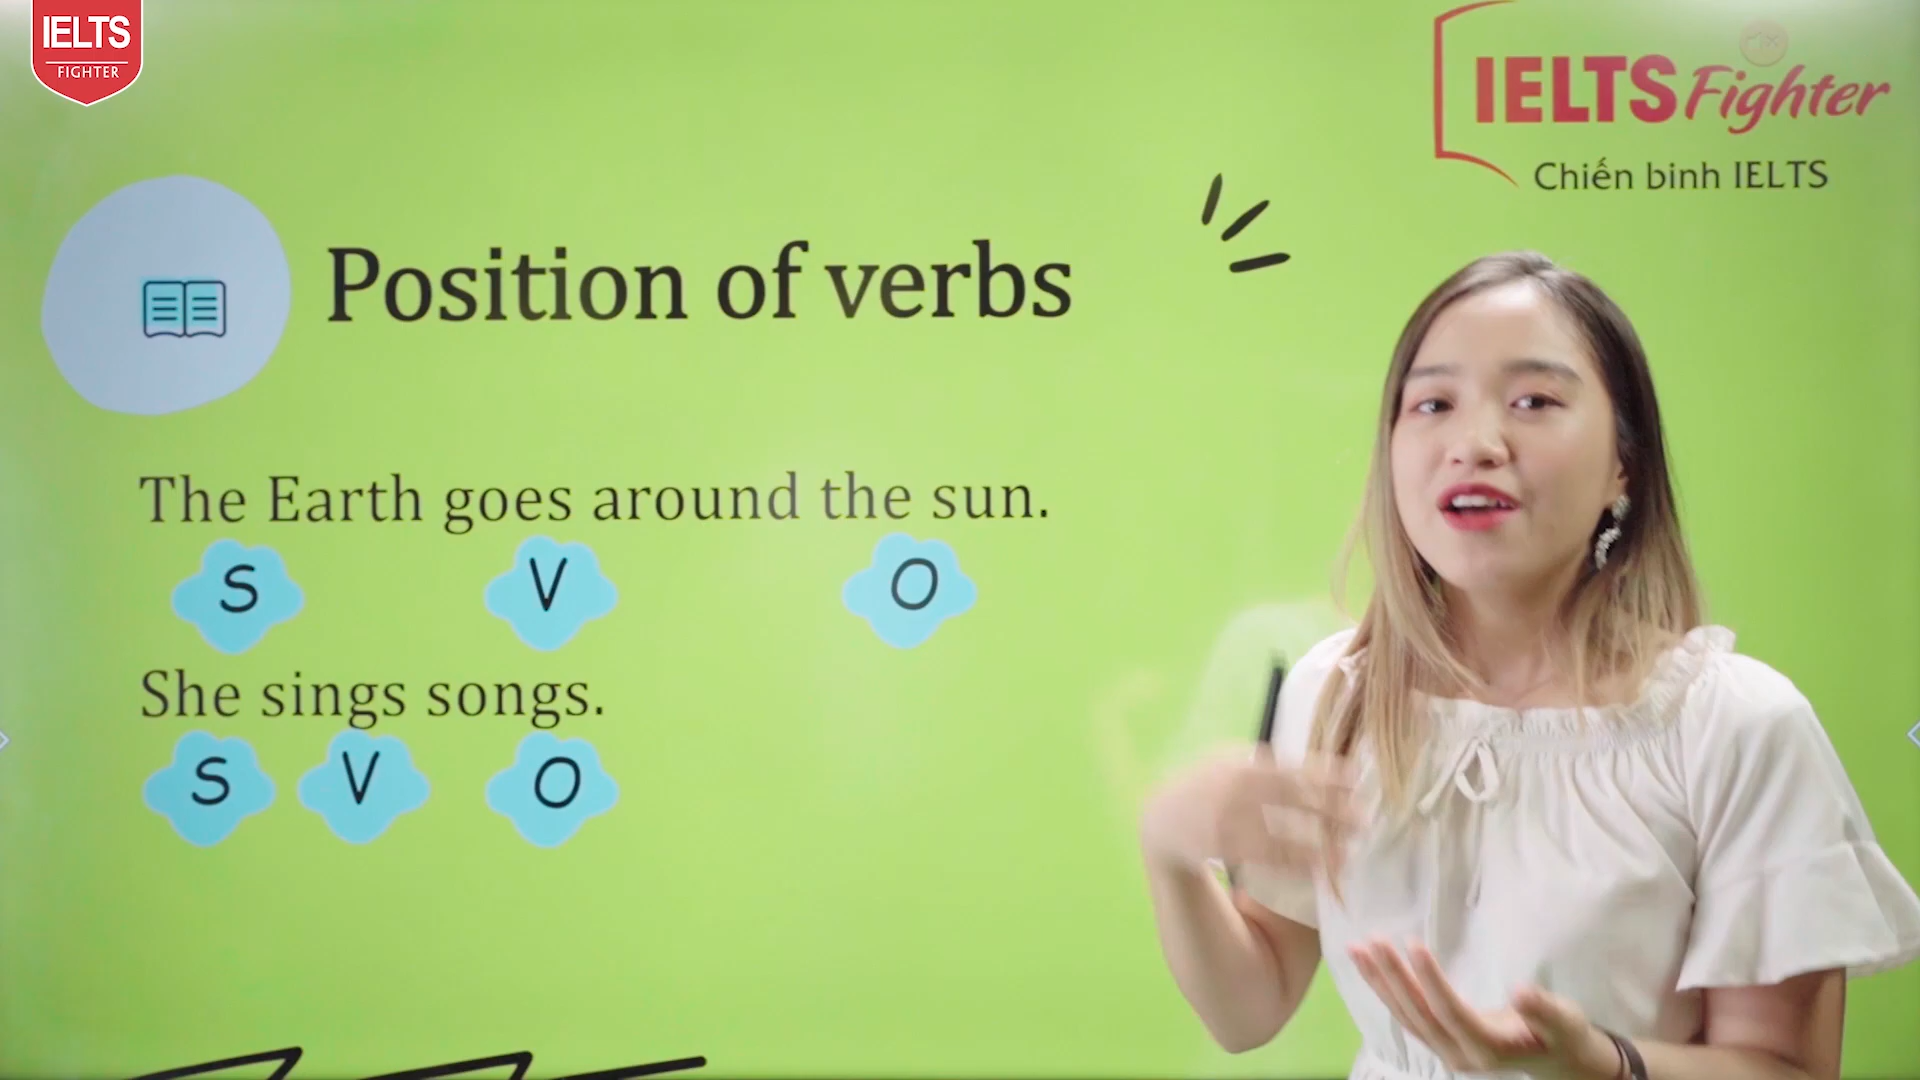 IELTS
FIGHTER
IELTS Fighter
Chiến binh IELTS
Position of verbs
The Earth goes around the sun.
S V O
She sings songs.
S V O